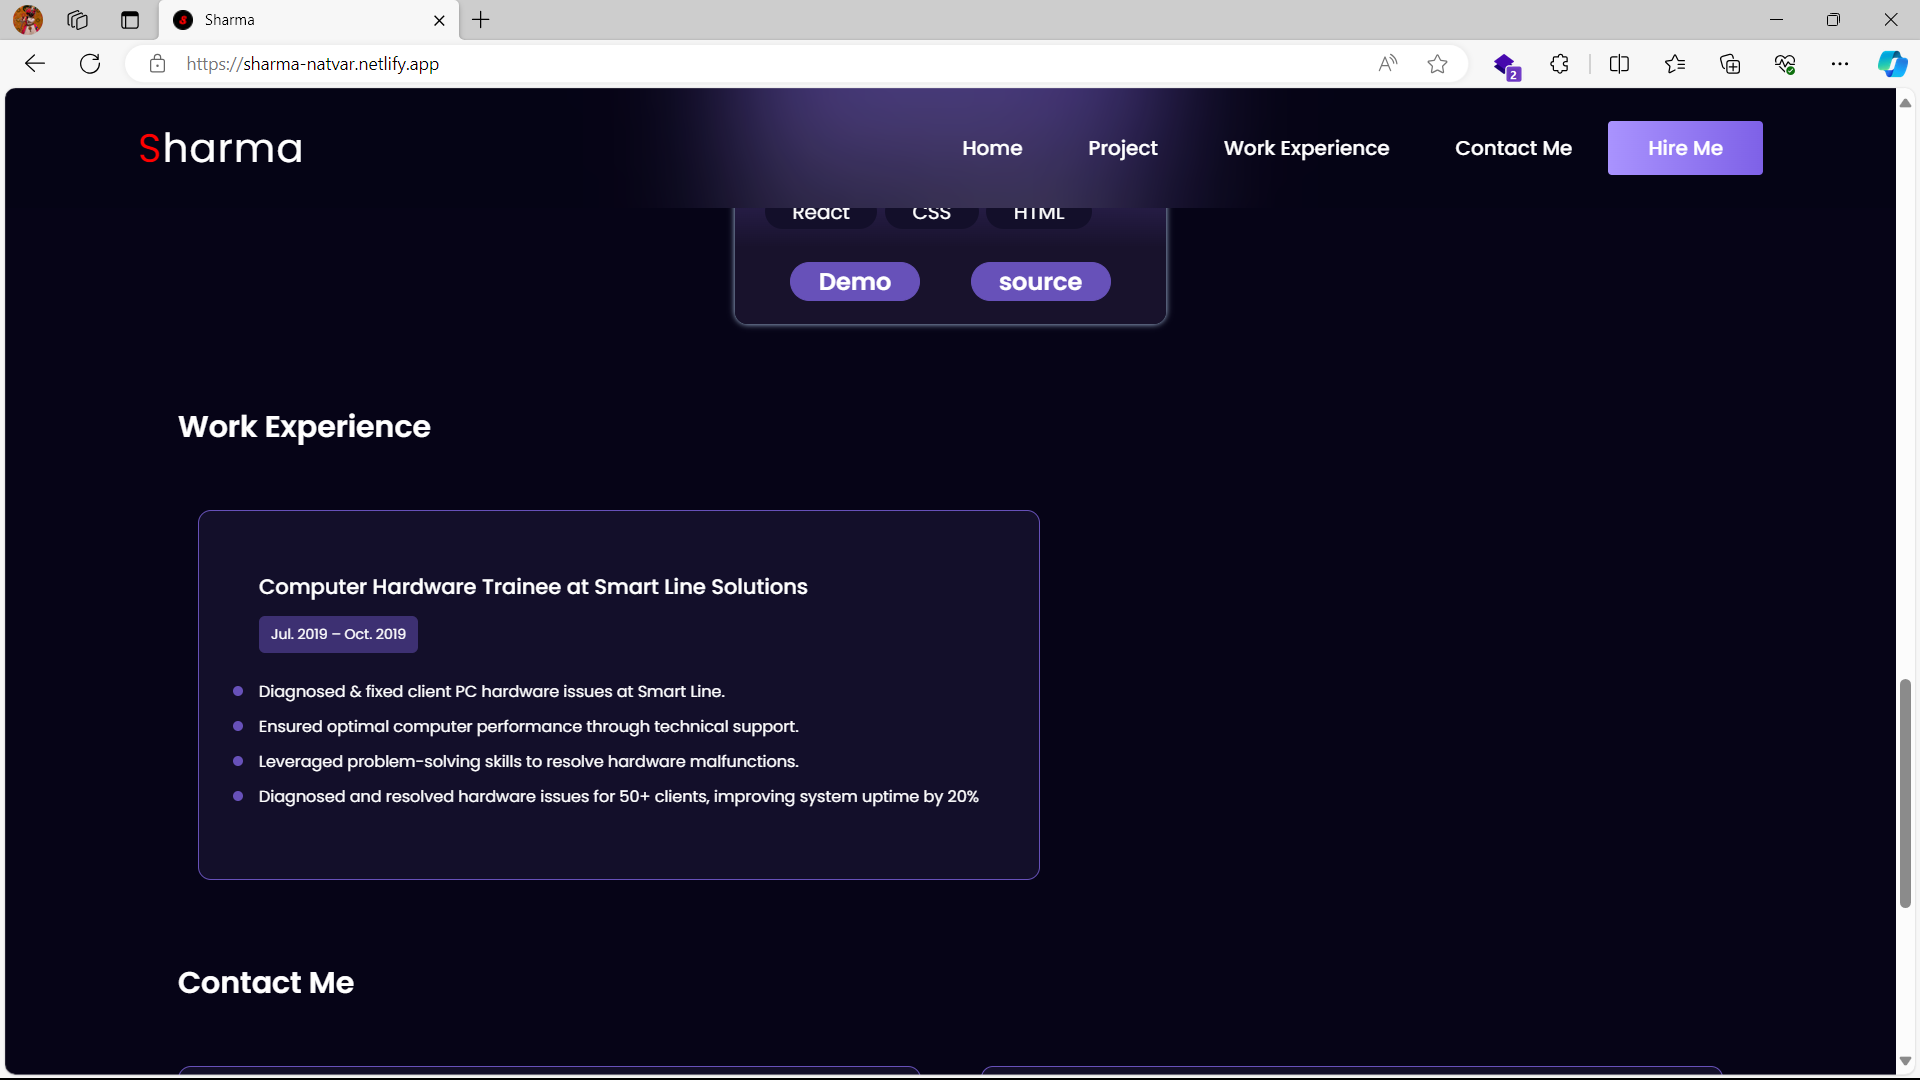 Sharma
https://sharma-natvar.netlify.app
2
Sharma
Home
Project
Work Experience
Contact Me
Hire Me
React
CSS
HTML
Demo
source
Work Experience
Computer Hardware Trainee at Smart Line Solutions
Jul. 2019 – Oct. 2019
Diagnosed & fixed client PC hardware issues at Smart Line.
Ensured optimal computer performance through technical support.
Leveraged problem-solving skills to resolve hardware malfunctions.
Diagnosed and resolved hardware issues for 50+ clients, improving system uptime by 20%
Contact Me